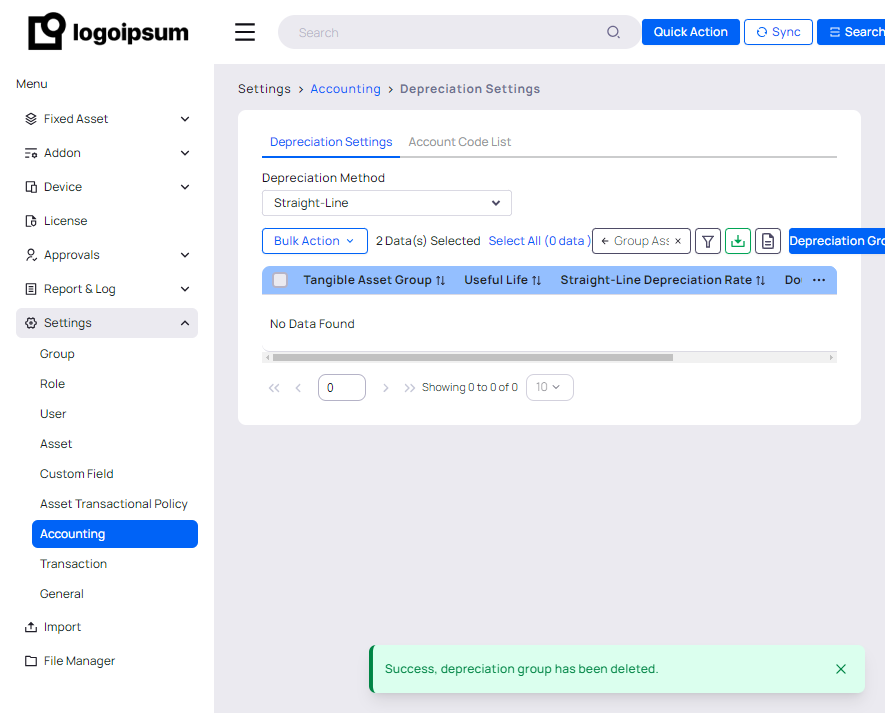 logoipsum
Search
Quick Action
Sync
Search
Menu
Fixed Asset
Addon
Device
License
Approvals
Report & Log
Settings
Group
Role
User
Asset
Custom Field
Asset Transactional Policy
Accounting
Transaction
General
Import
File Manager
Settings > Accounting > Depreciation Settings
Depreciation Settings Account Code List
Depreciation Method
Straight-Line
Bulk Action 2 Data(s) Selected Select All (0 data ) Group Ass Depreciation Gro
Tangible Asset Group Useful Life Straight-Line Depreciation Rate Do ...
No Data Found
0 Showing 0 to 0 of 0 10
Success, depreciation group has been deleted.